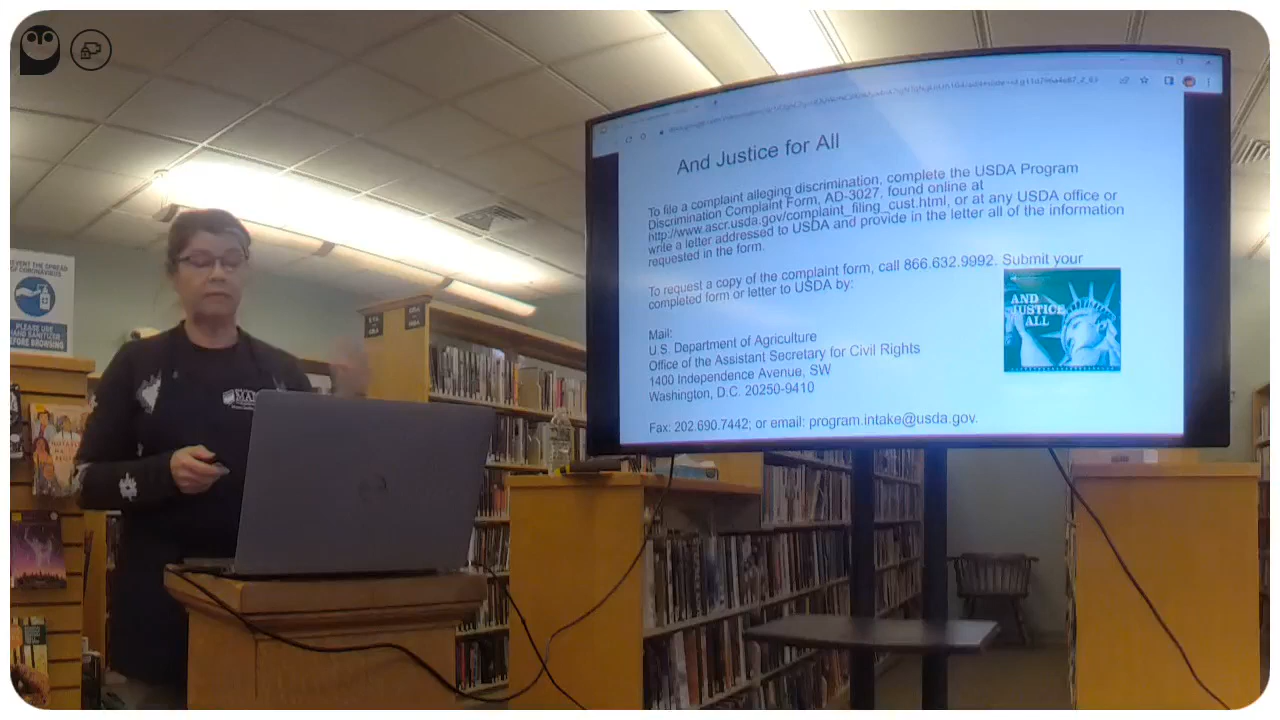 And Justice for All
To file a complaint alleging discrimination, complete the USDA Program
Discrimination Complaint Form, AD-3027, found online at
http://www.ascr.usda.gov/complaint_filing_cust.html, or at any USDA office or
write a letter addressed to USDA and provide in the letter all of the information
requested in the form.
To request a copy of the complaint form, call 866.632.9992. Submit your
completed form or letter to USDA by:
AND
JUSTICE
ALL
Mail:
U.S. Department of Agriculture
Office of the Assistant Secretary for Civil Rights
1400 Independence Avenue, SW
Washington, D.C. 20250-9410
Fax: 202.690.7442; or email: program.intake@usda.gov.
OF CORONAVIRUS
PLEASE USE
HAND SANITIZER
BEFORE BROWSING